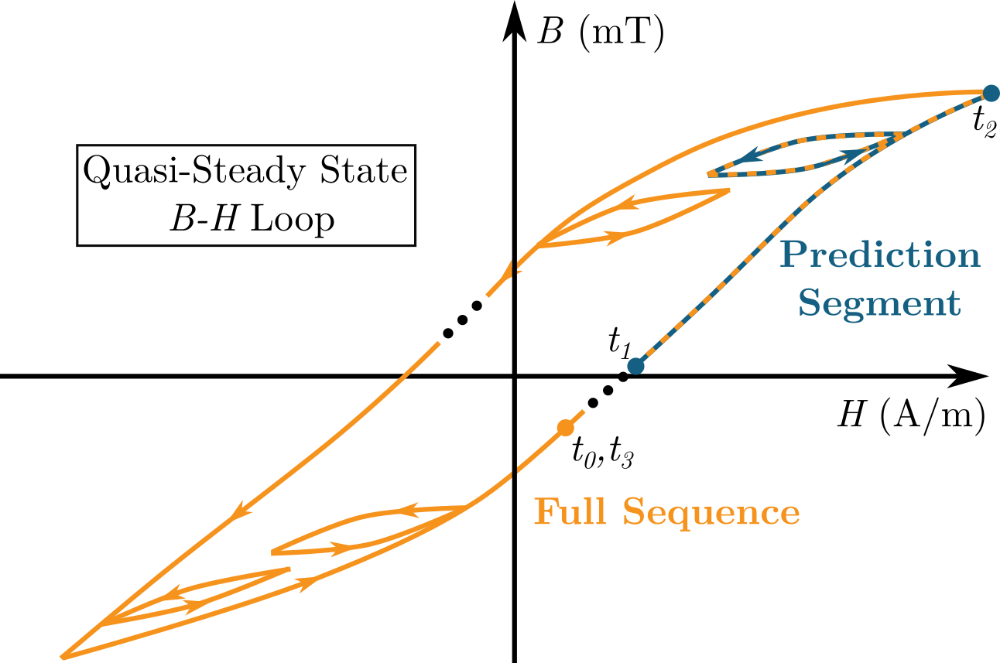 B (mT)
Quasi-Steady State
B-H Loop
t₂
Prediction
Segment
t₁
H (A/m)
t₀,t₃
Full Sequence